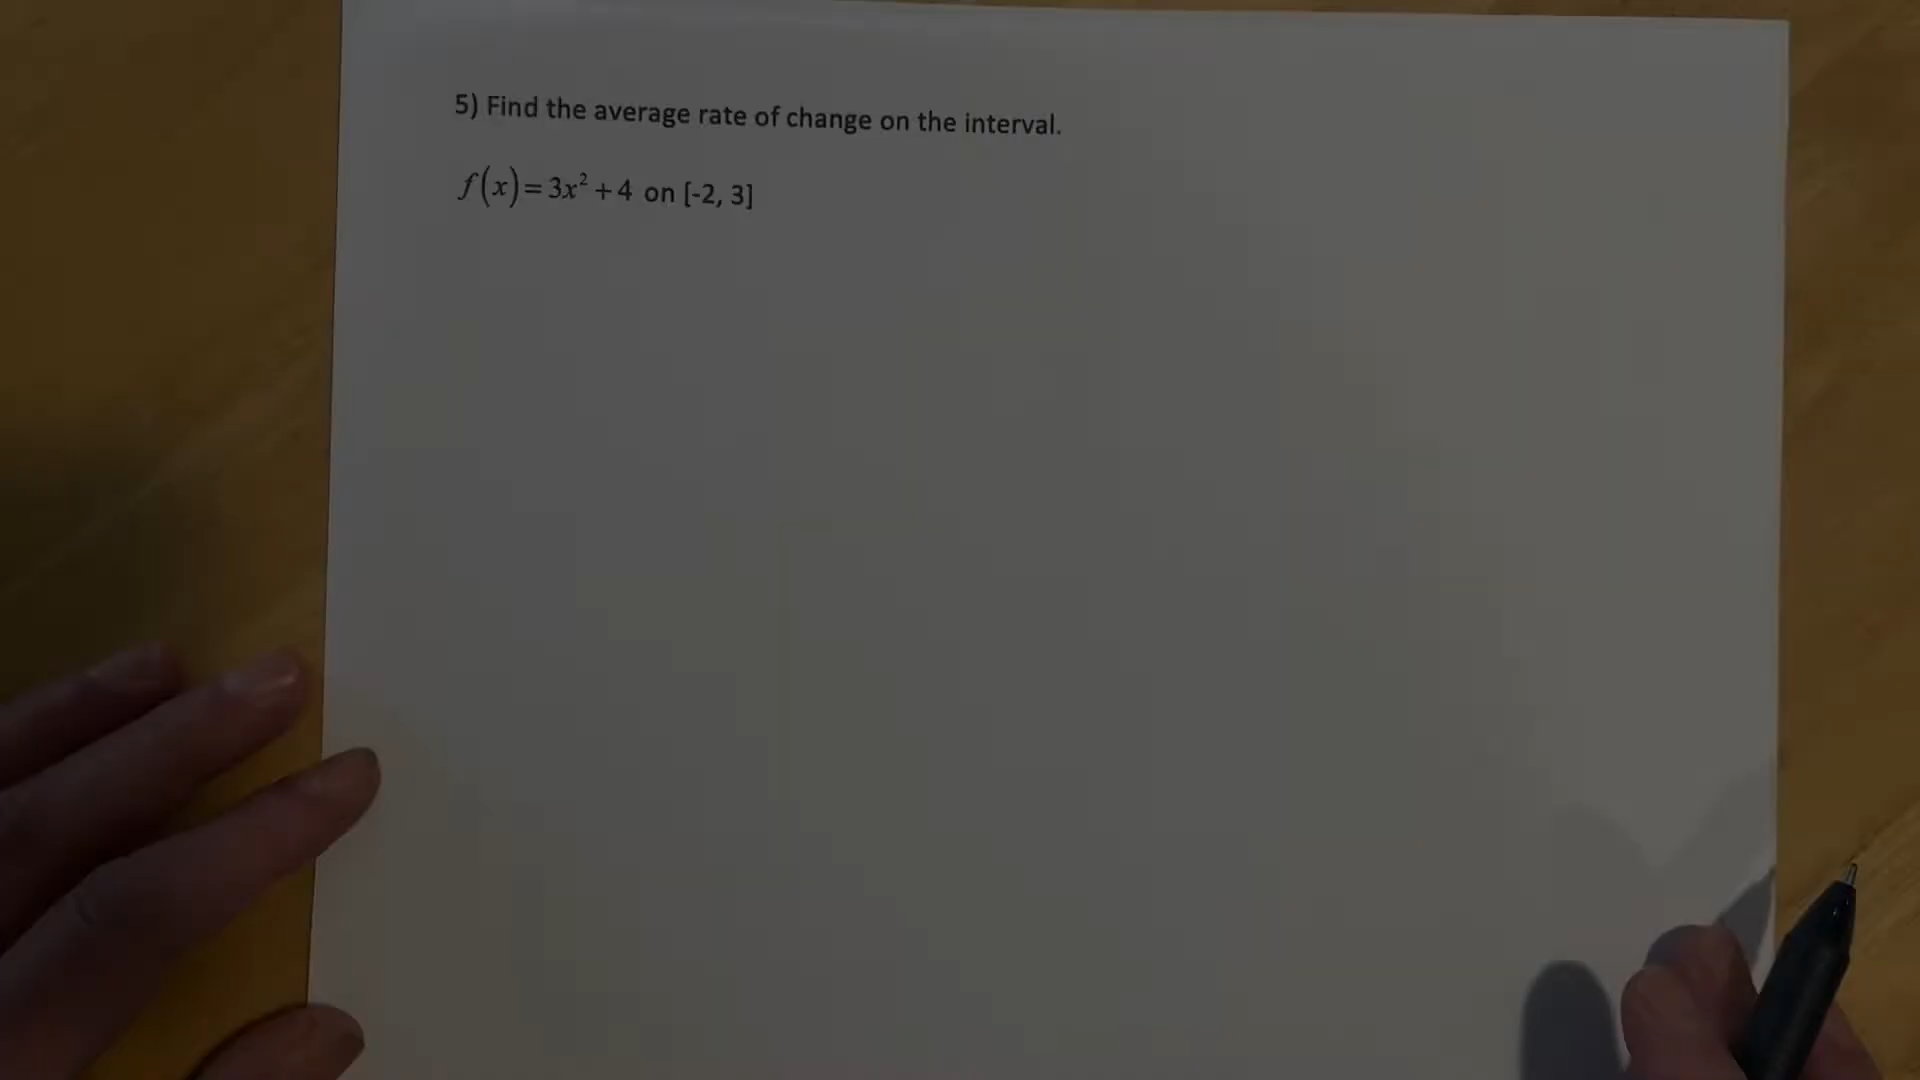 5) Find the average rate of change on the interval.
f(x)=3x²+4 on [-2, 3]